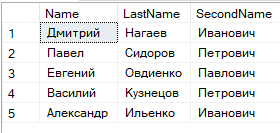 Name LastName SecondName
1 Дмитрий Нагаев Иванович
2 Павел Сидоров Петрович
3 Евгений Овдиенко Павлович
4 Василий Кузнецов Петрович
5 Александр Ильенко Иванович